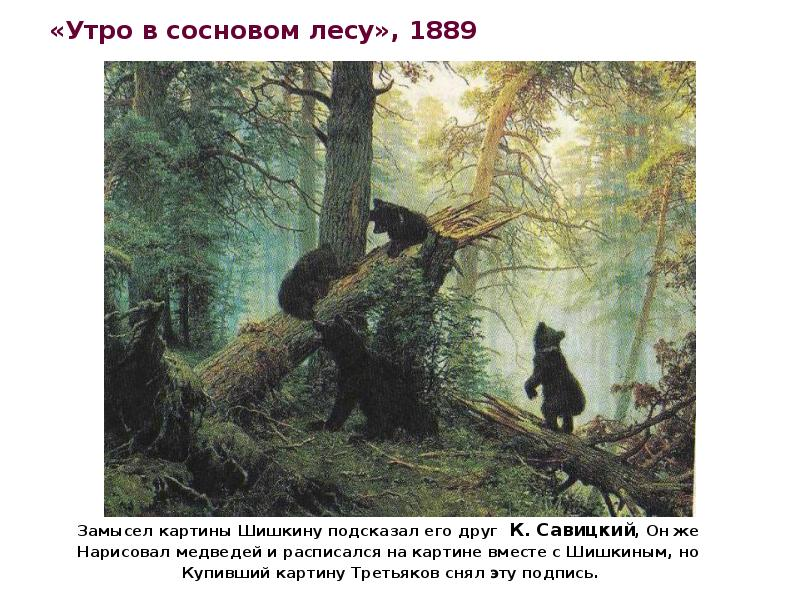 «Утро в сосновом лесу», 1889
Замысел картины Шишкину подсказал его друг К. Савицкий, Он же
Нарисовал медведей и расписался на картине вместе с Шишкиным, но
Купивший картину Третьяков снял эту подпись.